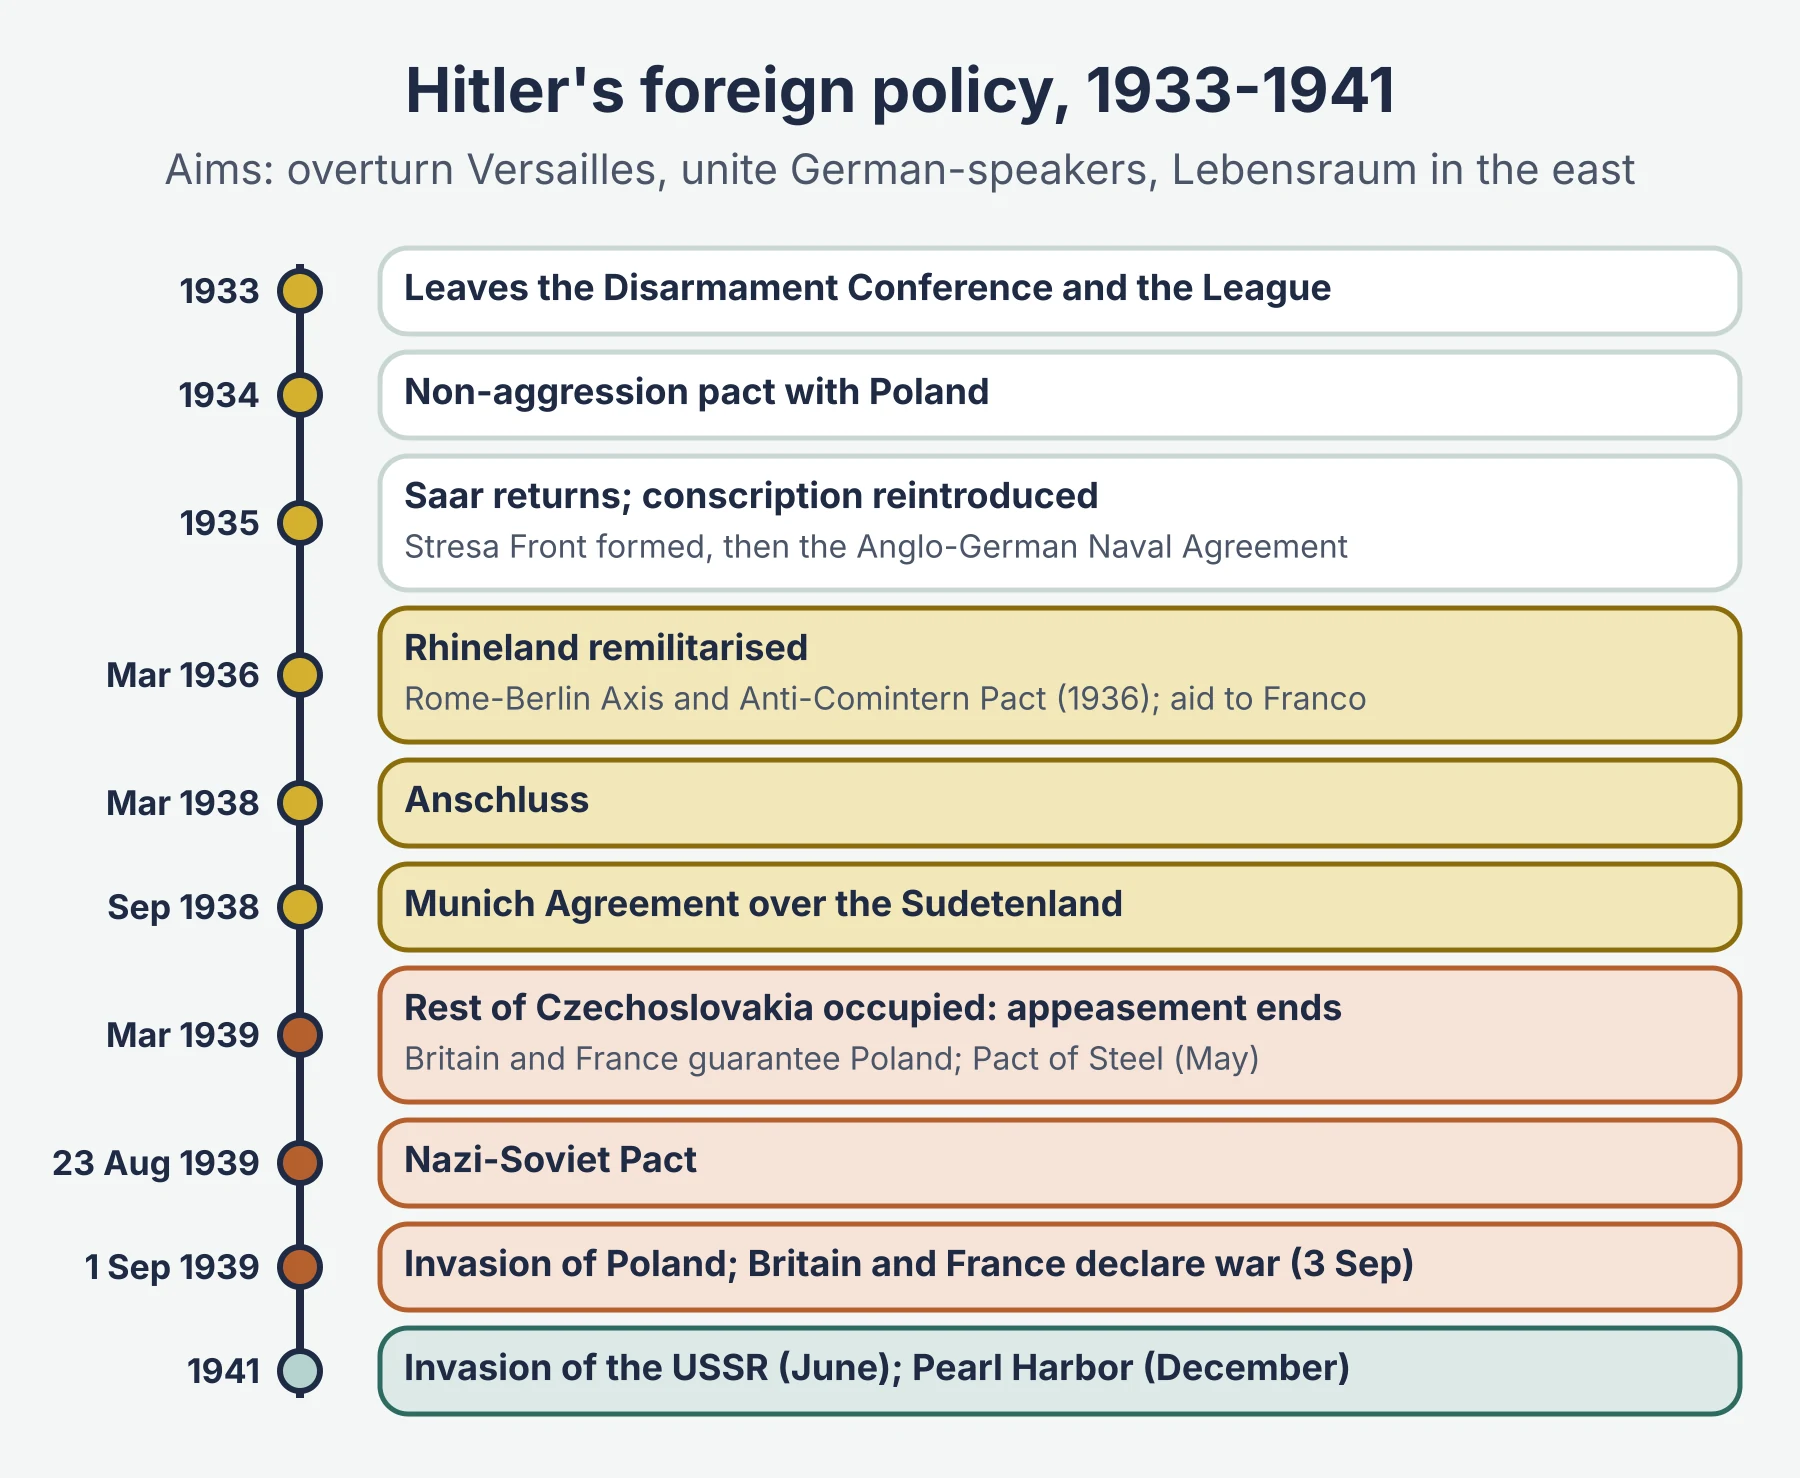 Hitler's foreign policy, 1933-1941
Aims: overturn Versailles, unite German-speakers, Lebensraum in the east
1933
Leaves the Disarmament Conference and the League
1934
Non-aggression pact with Poland
1935
Saar returns; conscription reintroduced
Stresa Front formed, then the Anglo-German Naval Agreement
Mar 1936
Rhineland remilitarised
Rome-Berlin Axis and Anti-Comintern Pact (1936); aid to Franco
Mar 1938
Anschluss
Sep 1938
Munich Agreement over the Sudetenland
Mar 1939
Rest of Czechoslovakia occupied: appeasement ends
Britain and France guarantee Poland; Pact of Steel (May)
23 Aug 1939
Nazi-Soviet Pact
1 Sep 1939
Invasion of Poland; Britain and France declare war (3 Sep)
1941
Invasion of the USSR (June); Pearl Harbor (December)